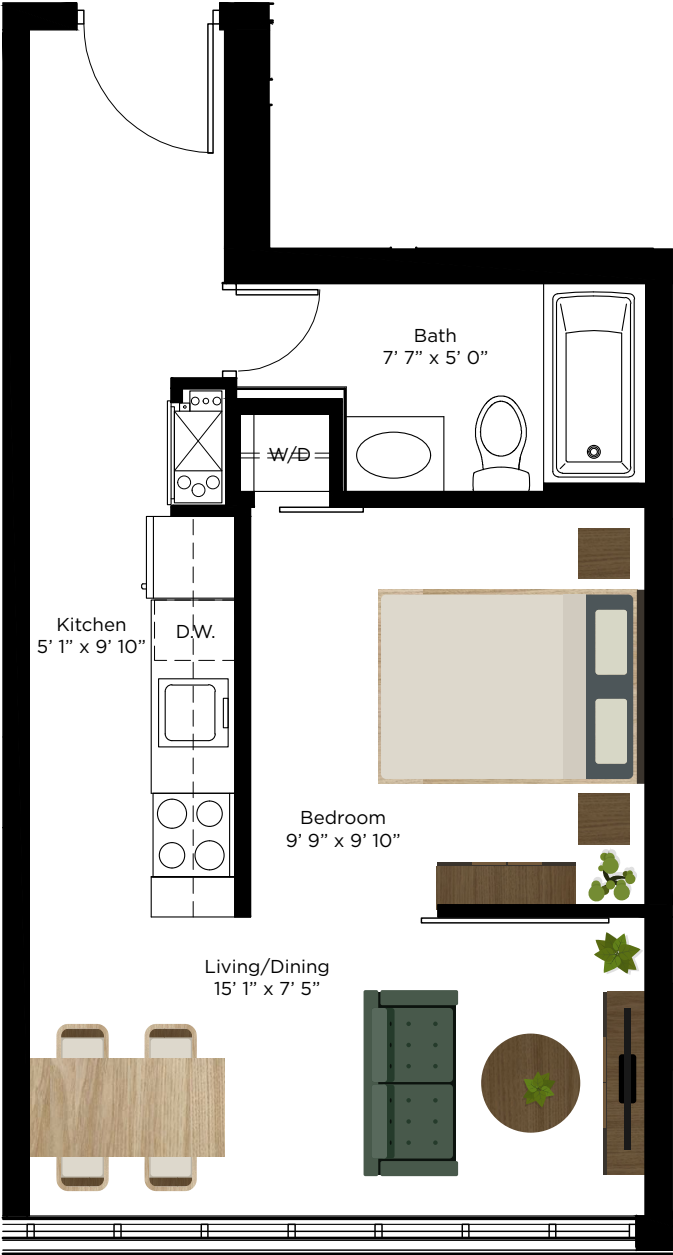 Bath
7’ 7” x 5’ 0”
W/D
Kitchen
5’ 1” x 9’ 10”
D.W.
Bedroom
9’ 9” x 9’ 10”
Living/Dining
15’ 1” x 7’ 5”